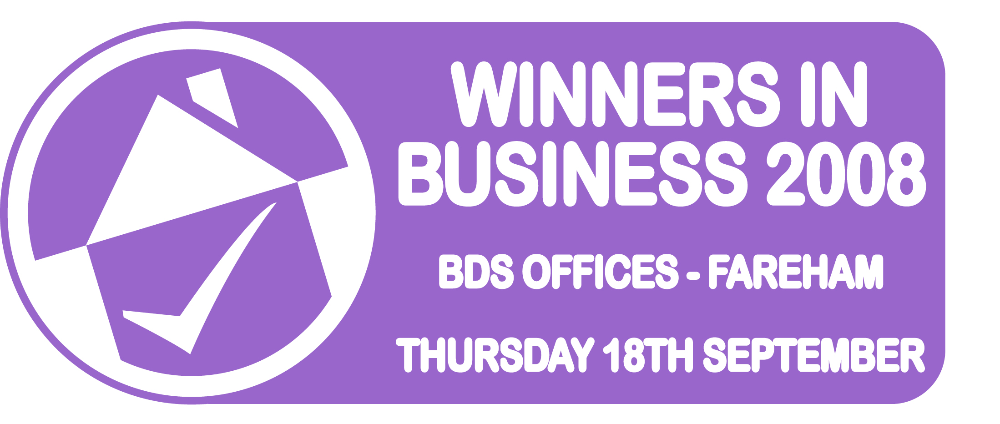 WINNERS IN
BUSINESS 2008
BDS OFFICES - FAREHAM
THURSDAY 18TH SEPTEMBER